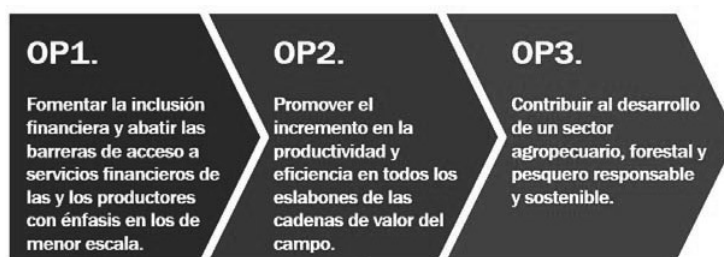 OP1.
Fomentar la inclusión
financiera y abatir las
barreras de acceso a
servicios financieros de
las y los productores
con énfasis en los de
menor escala.
OP2.
Promover el
incremento en la
productividad y
eficiencia en todos los
eslabones de las
cadenas de valor del
campo.
OP3.
Contribuir al desarrollo
de un sector
agropecuario, forestal y
pesquero responsable
y sostenible.